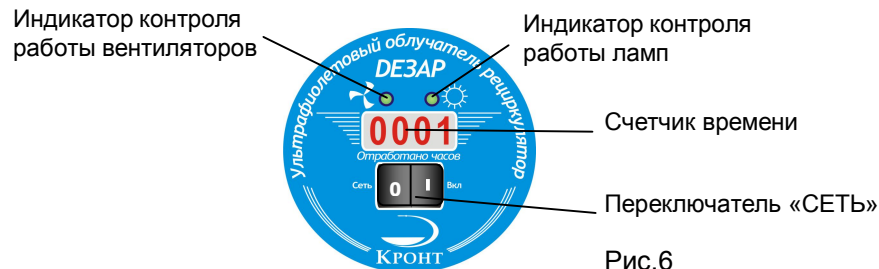 Индикатор контроля
работы вентиляторов
Индикатор контроля
работы ламп
Ультрафиолетовый облучатель рециркулятор
DEЗАР
0001
Отработано часов
Счетчик времени
Сеть 0 I Вкл
Переключатель «СЕТЬ»
КРОНТ
Рис.6